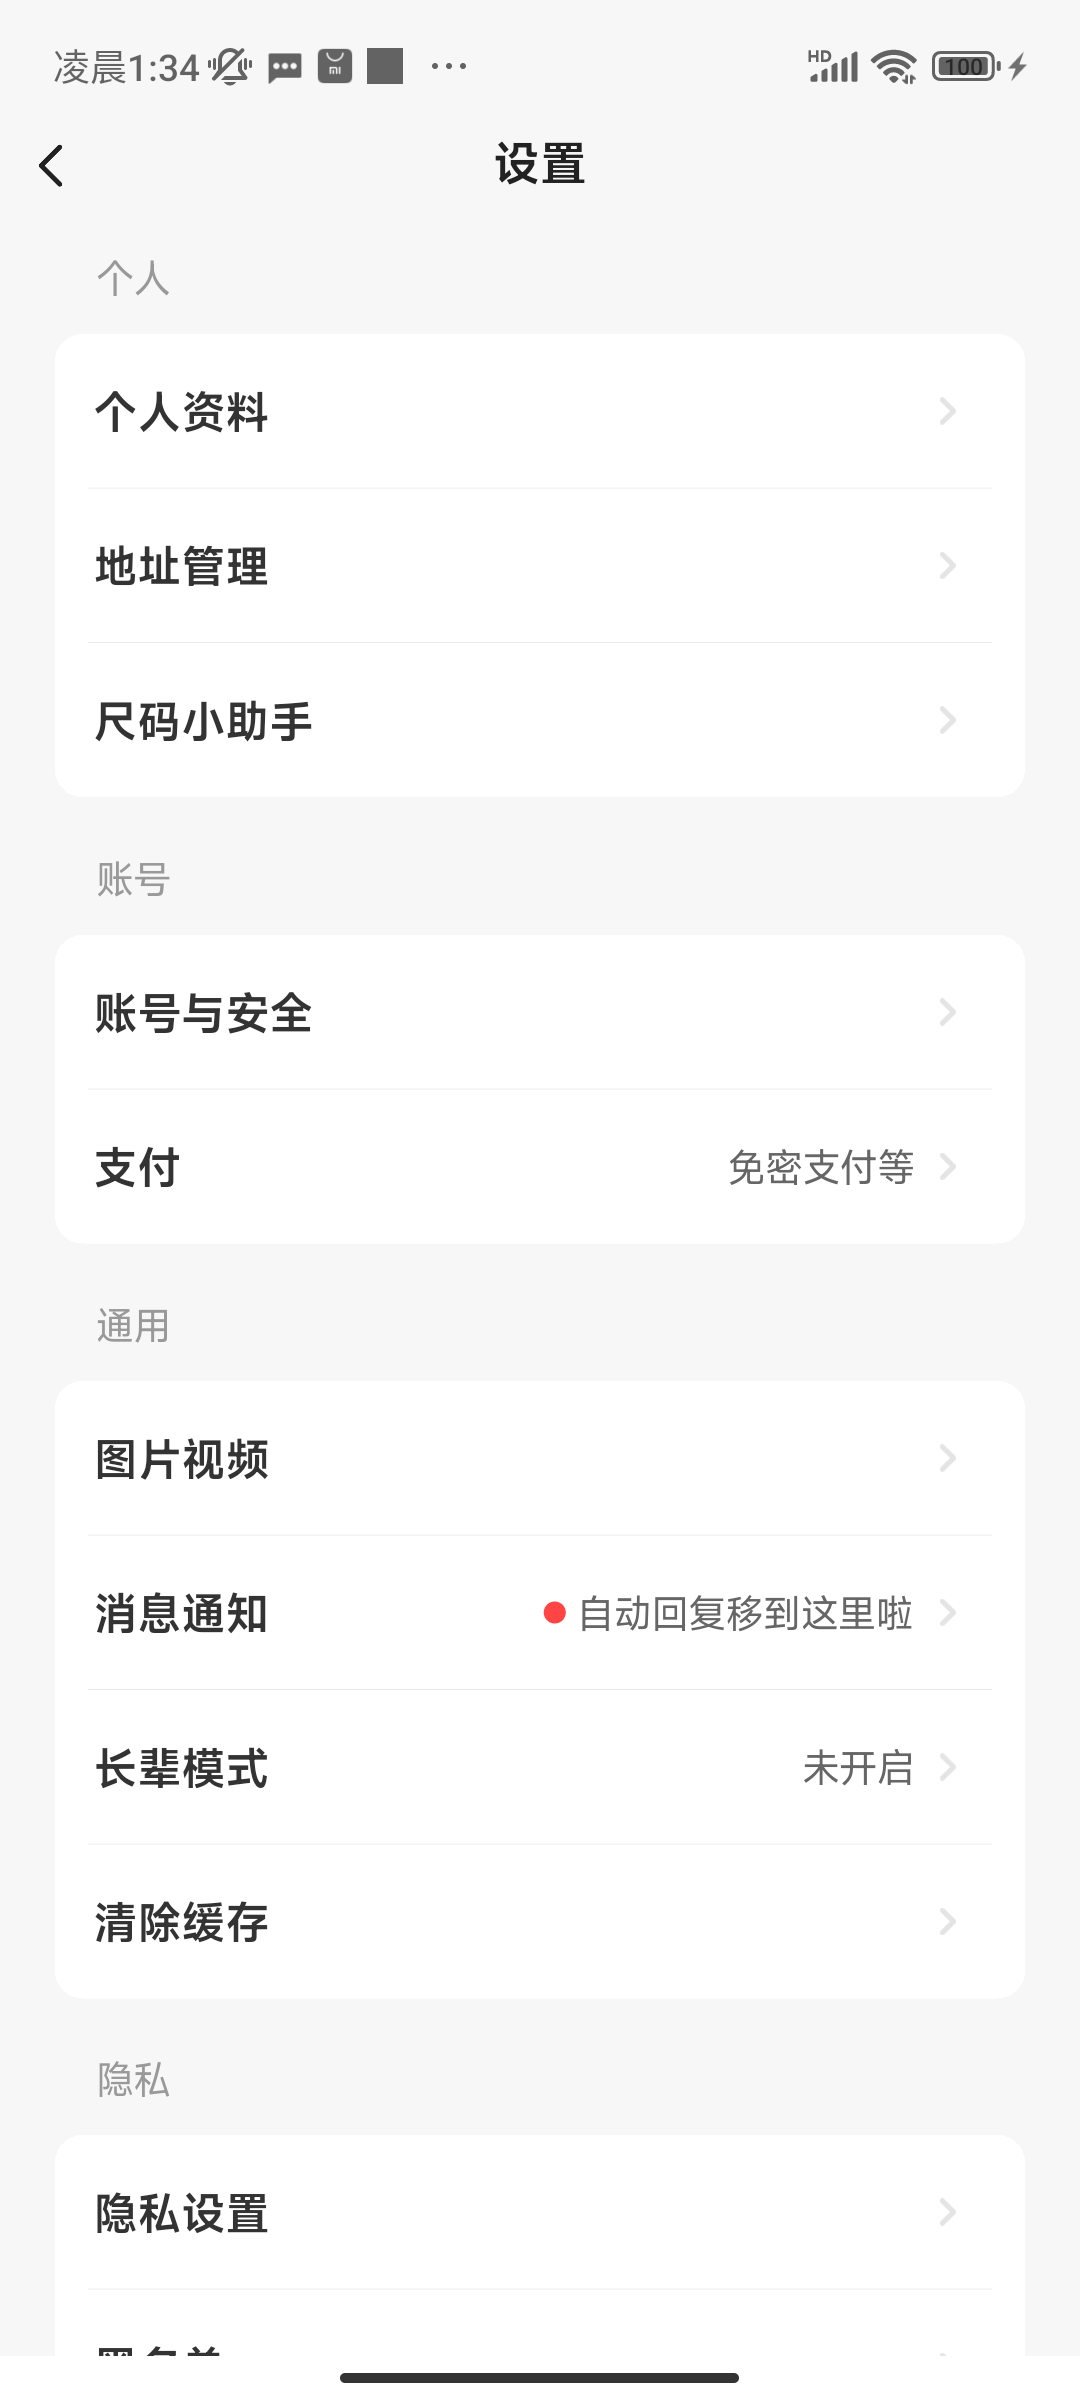 凌晨1:34
HD
100
设置
个人
个人资料
地址管理
尺码小助手
账号
账号与安全
支付
免密支付等
通用
图片视频
消息通知
自动回复移到这里啦
长辈模式
未开启
清除缓存
隐私
隐私设置